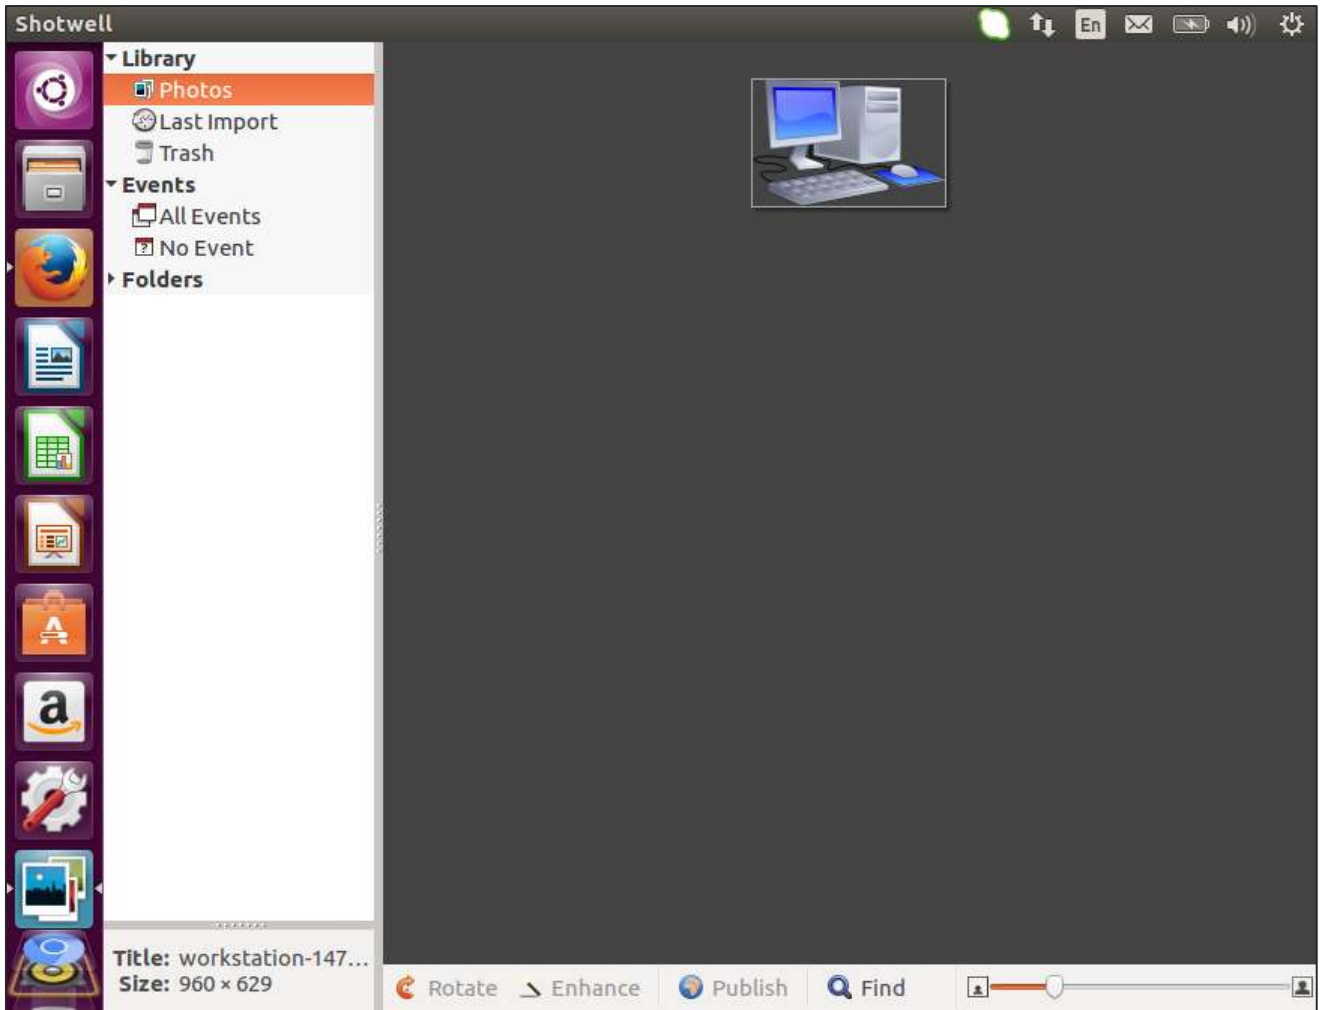 Shotwell
En
Library
Photos
Last Import
Trash
Events
All Events
No Event
Folders
Title: workstation-147...
Size: 960 × 629
Rotate Enhance Publish Find
a